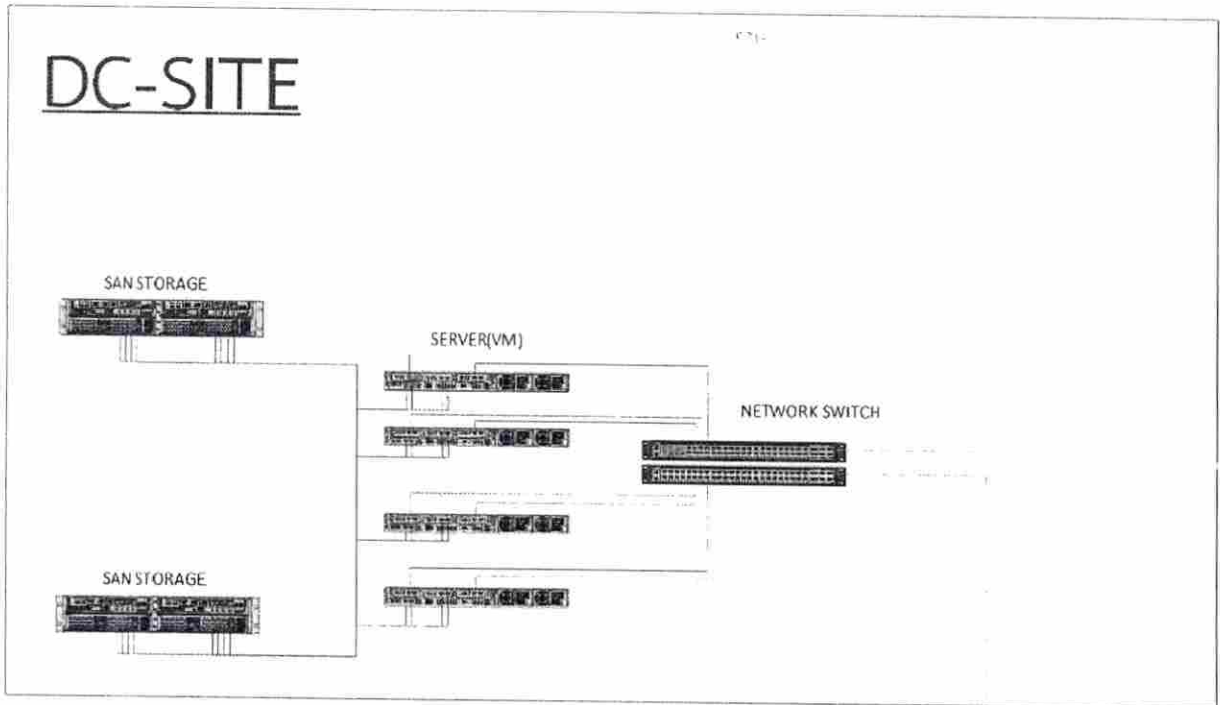 DC-SITE
SAN STORAGE
SERVER(VM)
NETWORK SWITCH
SAN STORAGE